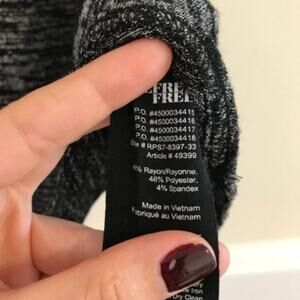 FREE
P.O. #4500034415
P.O. #4500034416
P.O. #4500034417
P.O. #4500034418
# RPS7-8397-33
Article # 49399
Rayon/Rayonne,
48% Polyester,
4% Spandex
Made in Vietnam
Fabriqué au Vietnam
Iron
Dry Clean